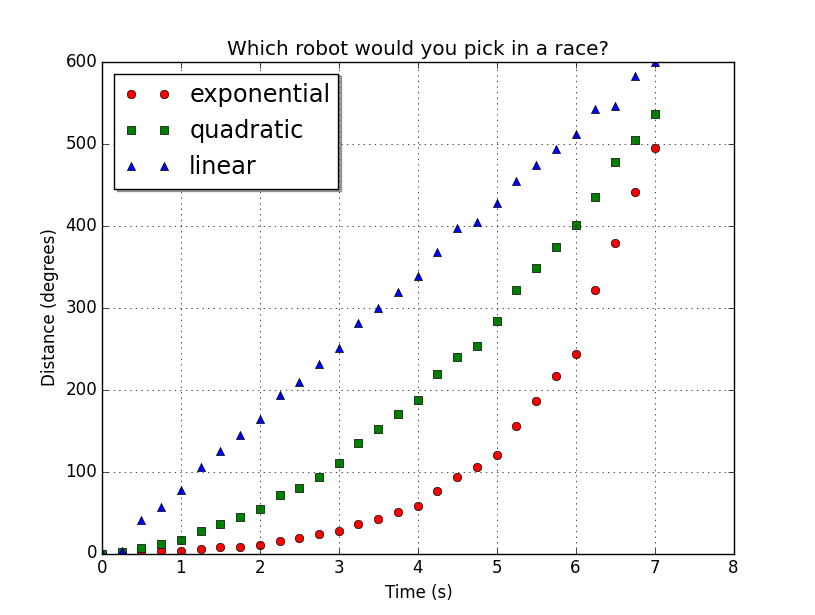 Which robot would you pick in a race?
600
500
400
300
200
100
0
Distance (degrees)
exponential
quadratic
linear
0 1 2 3 4 5 6 7 8
Time (s)